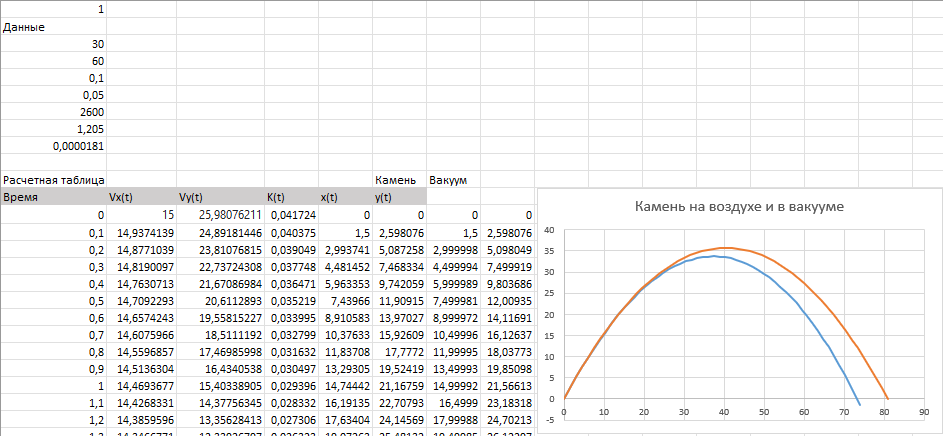 1
Данные
30
60
0,1
0,05
2600
1,205
0,0000181
Расчетная таблица Камень Вакуум
Время Vx(t) Vy(t) K(t) x(t) y(t)
0 15 25,98076211 0,041724 0 0 0 0
0,1 14,9374139 24,89181446 0,040375 1,5 2,598076 1,5 2,598076
0,2 14,8771039 23,81076815 0,039049 2,993741 5,087258 2,999998 5,098049
0,3 14,8190097 22,73724308 0,037748 4,481452 7,468334 4,499994 7,499919
0,4 14,7630713 21,67086984 0,036471 5,963353 9,742059 5,999989 9,803686
0,5 14,7092293 20,6112893 0,035219 7,43966 11,90915 7,499981 12,00935
0,6 14,6574243 19,55815227 0,033995 8,910583 13,97027 8,999972 14,11691
0,7 14,6075966 18,5111192 0,032799 10,37633 15,92609 10,49996 16,12637
0,8 14,5596857 17,46985998 0,031632 11,83708 17,7772 11,99995 18,03773
0,9 14,5136304 16,4340538 0,030497 13,29305 19,52419 13,49993 19,85098
1 14,4693677 15,40338905 0,029396 14,74442 21,16759 14,99992 21,56613
1,1 14,4268331 14,37756345 0,028332 16,19135 22,70793 16,4999 23,18318
1,2 14,3859596 13,35628413 0,027306 17,63404 24,14569 17,99988 24,70213
Камень на воздухе и в вакууме
40
35
30
25
20
15
10
5
0
-5
0 10 20 30 40 50 60 70 80 90